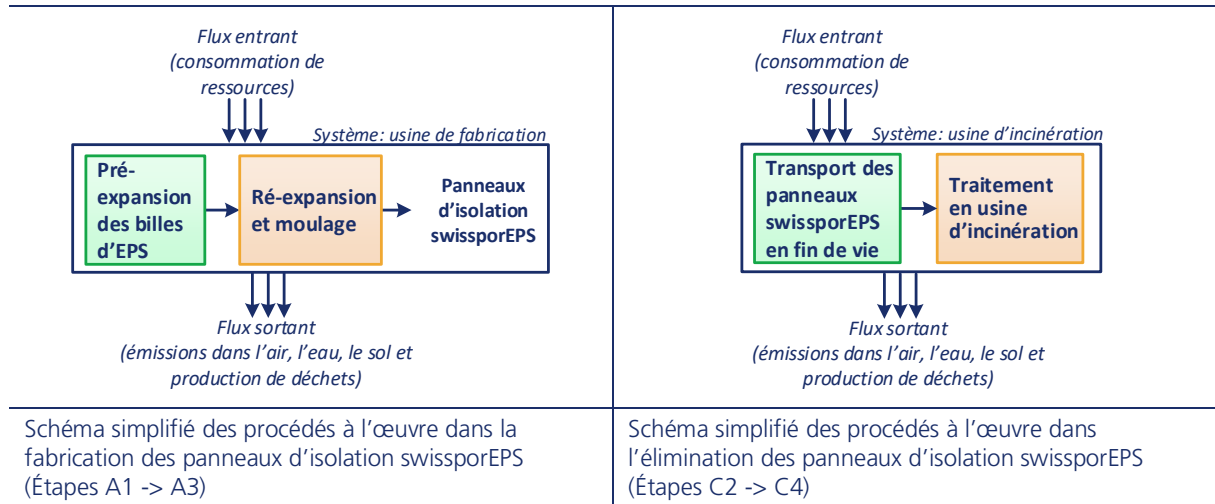 Flux entrant
(consommation de
ressources)
Système: usine de fabrication
Pré-
expansion
des billes
d'EPS
Ré-expansion
et moulage
Panneaux
d'isolation
swissporEPS
Flux sortant
(émissions dans l'air, l'eau, le sol et
production de déchets)
Schéma simplifié des procédés à l'œuvre dans la
fabrication des panneaux d'isolation swissporEPS
(Étapes A1 -> A3)
Flux entrant
(consommation de
ressources)
Système: usine d'incinération
Transport des
panneaux
swissporEPS
en fin de vie
Traitement
en usine
d'incinération
Flux sortant
(émissions dans l'air, l'eau, le sol et
production de déchets)
Schéma simplifié des procédés à l'œuvre dans
l'élimination des panneaux d'isolation swissporEPS
(Étapes C2 -> C4)